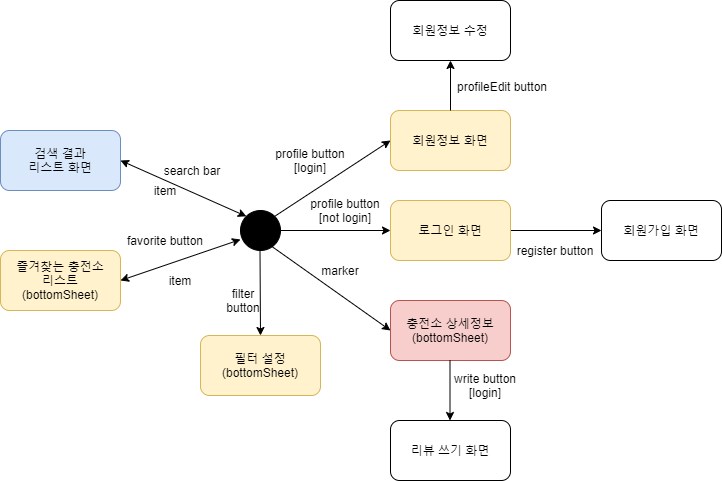 회원정보 수정
profileEdit button
회원정보 화면
profile button
[login]
검색 결과
리스트 화면
search bar
item
profile button
[not login]
로그인 화면
register button
회원가입 화면
favorite button
item
즐겨찾는 충전소
리스트
(bottomSheet)
filter
button
필터 설정
(bottomSheet)
marker
충전소 상세정보
(bottomSheet)
write button
[login]
리뷰 쓰기 화면